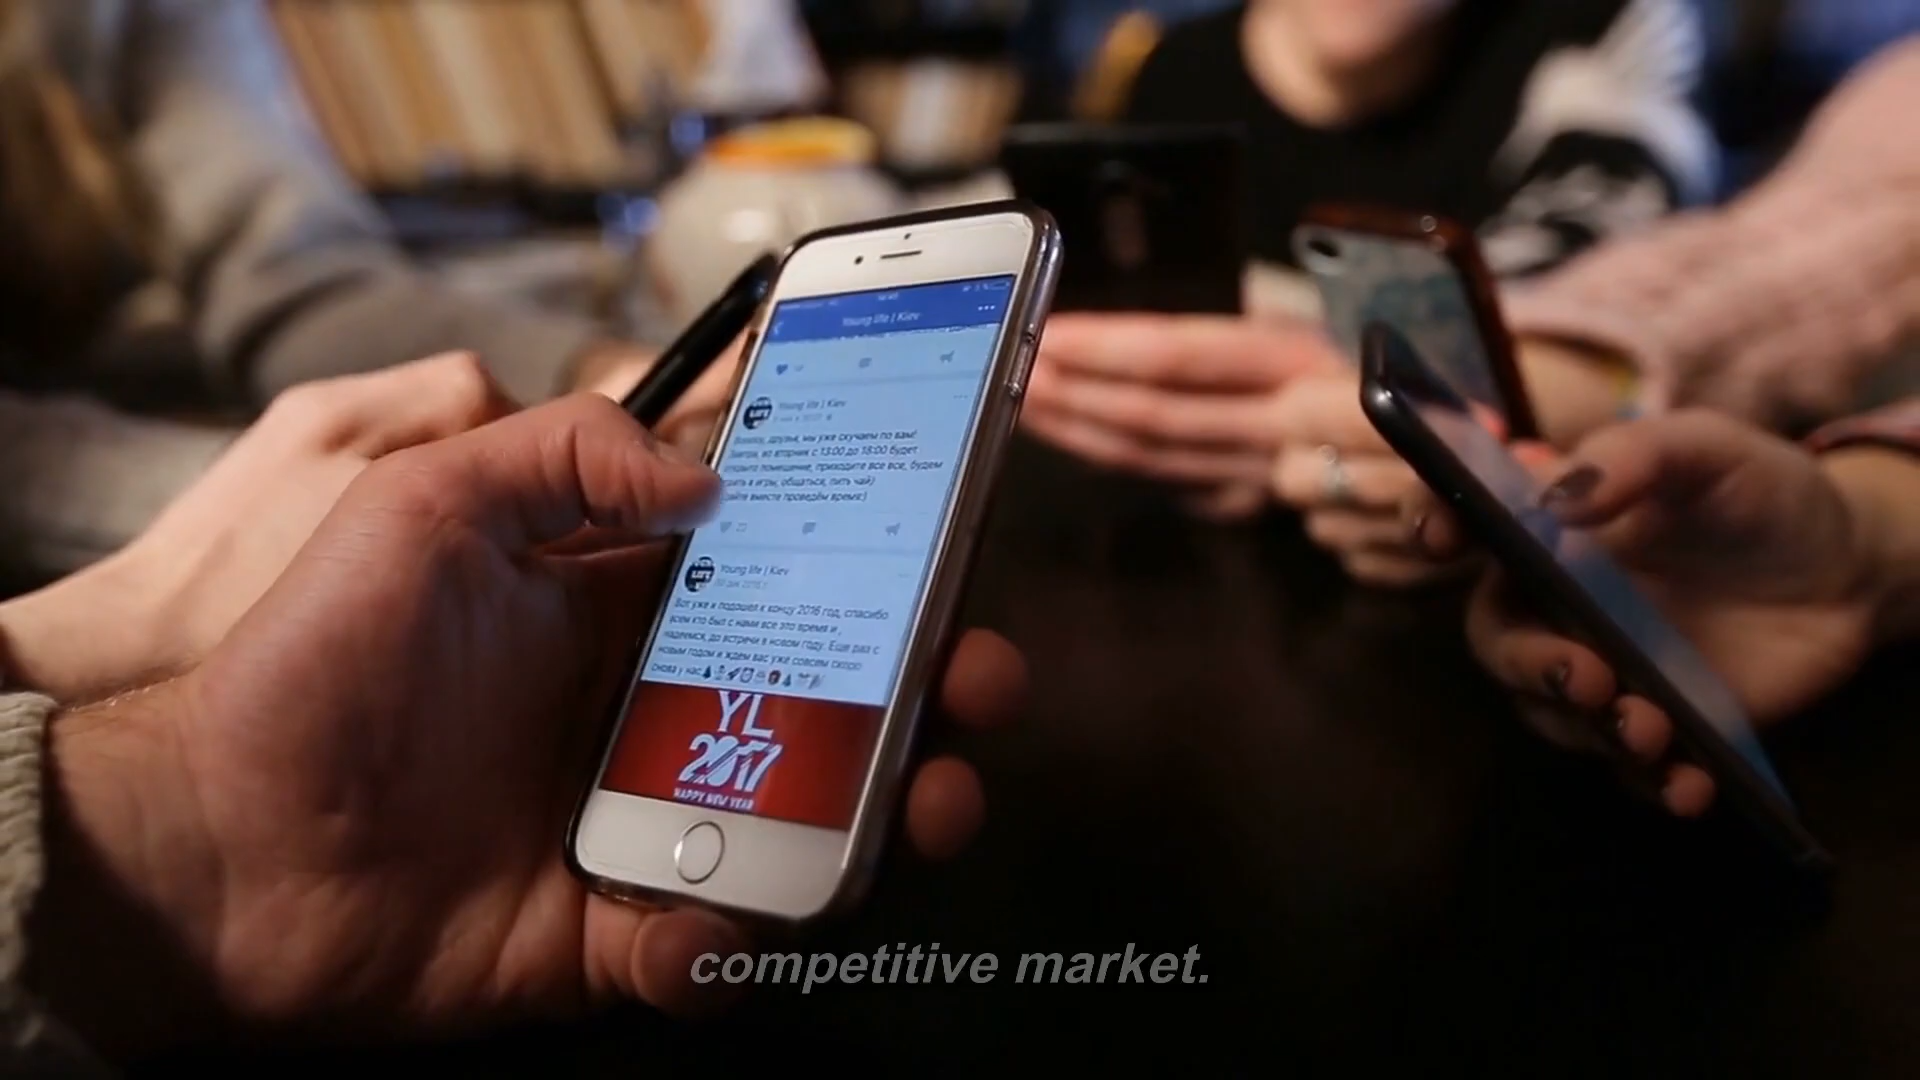 Young life | Kiev
Young life | Kiev
друзья, мы уже скучаем по вам!
Завтра, во вторник с 13:00 до 18:00 будет
открыто помещение, приходите все все, будем
играть в игры, общаться, пить чай)
вместе проведём время:)
23
Young life | Kiev
Вот уже и подошел к концу 2016 год, спасибо
всем кто был с нами все это время и ,
надеемся, до встречи в новом году. Еще раз с
новым годом и ждем вас уже совсем скоро
снова у нас
YL
2017
HAPPY NEW YEAR
competitive market.